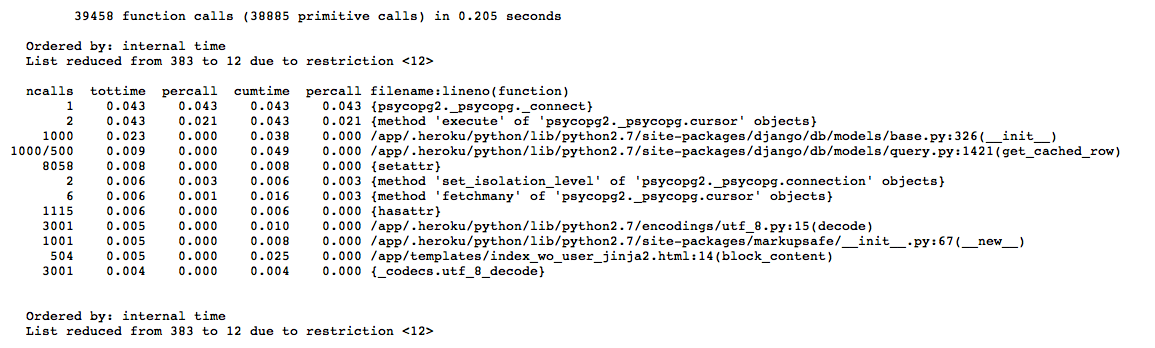 39458 function calls (38885 primitive calls) in 0.205 seconds
Ordered by: internal time
List reduced from 383 to 12 due to restriction <12>
ncalls tottime percall cumtime percall filename:lineno(function)
1 0.043 0.043 0.043 0.043 {psycopg2._psycopg._connect}
2 0.043 0.021 0.043 0.021 {method 'execute' of 'psycopg2._psycopg.cursor' objects}
1000 0.023 0.000 0.038 0.000 /app/.heroku/python/lib/python2.7/site-packages/django/db/models/base.py:326(__init__)
1000/500 0.009 0.000 0.049 0.000 /app/.heroku/python/lib/python2.7/site-packages/django/db/models/query.py:1421(get_cached_row)
8058 0.008 0.000 0.008 0.000 {setattr}
2 0.006 0.003 0.006 0.003 {method 'set_isolation_level' of 'psycopg2._psycopg.connection' objects}
6 0.006 0.001 0.016 0.003 {method 'fetchmany' of 'psycopg2._psycopg.cursor' objects}
1115 0.006 0.000 0.006 0.000 {hasattr}
3001 0.005 0.000 0.010 0.000 /app/.heroku/python/lib/python2.7/encodings/utf_8.py:15(decode)
1001 0.005 0.000 0.008 0.000 /app/.heroku/python/lib/python2.7/site-packages/markupsafe/__init__.py:67(__new__)
504 0.005 0.000 0.025 0.000 /app/templates/index_wo_user_jinja2.html:14(block_content)
3001 0.004 0.000 0.004 0.000 {_codecs.utf_8_decode}
Ordered by: internal time
List reduced from 383 to 12 due to restriction <12>